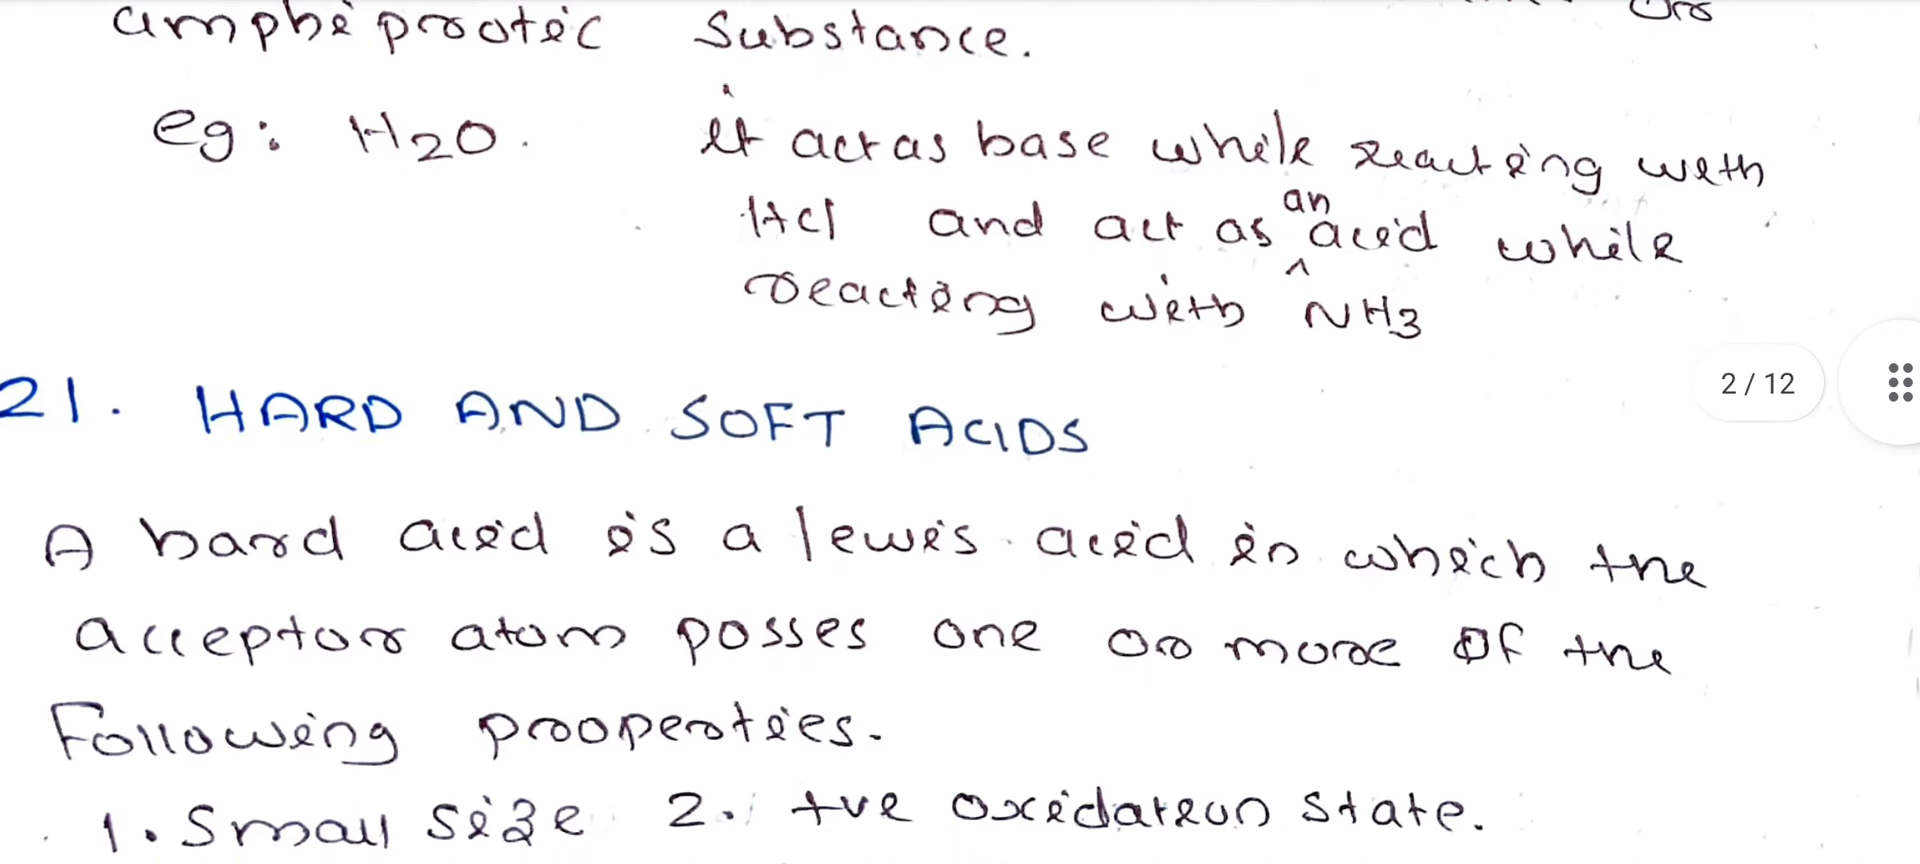 ors
amphiprotic substance.
eg: H2O. it act as base while reacting with
HCl and act as an acid while
reacting with NH3
2/12
21. HARD AND SOFT ACIDS
A hard acid is a lewis acid in which the
acceptor atom posses one or more of the
Following properties.
1. Small size 2. +ve oxidation state.